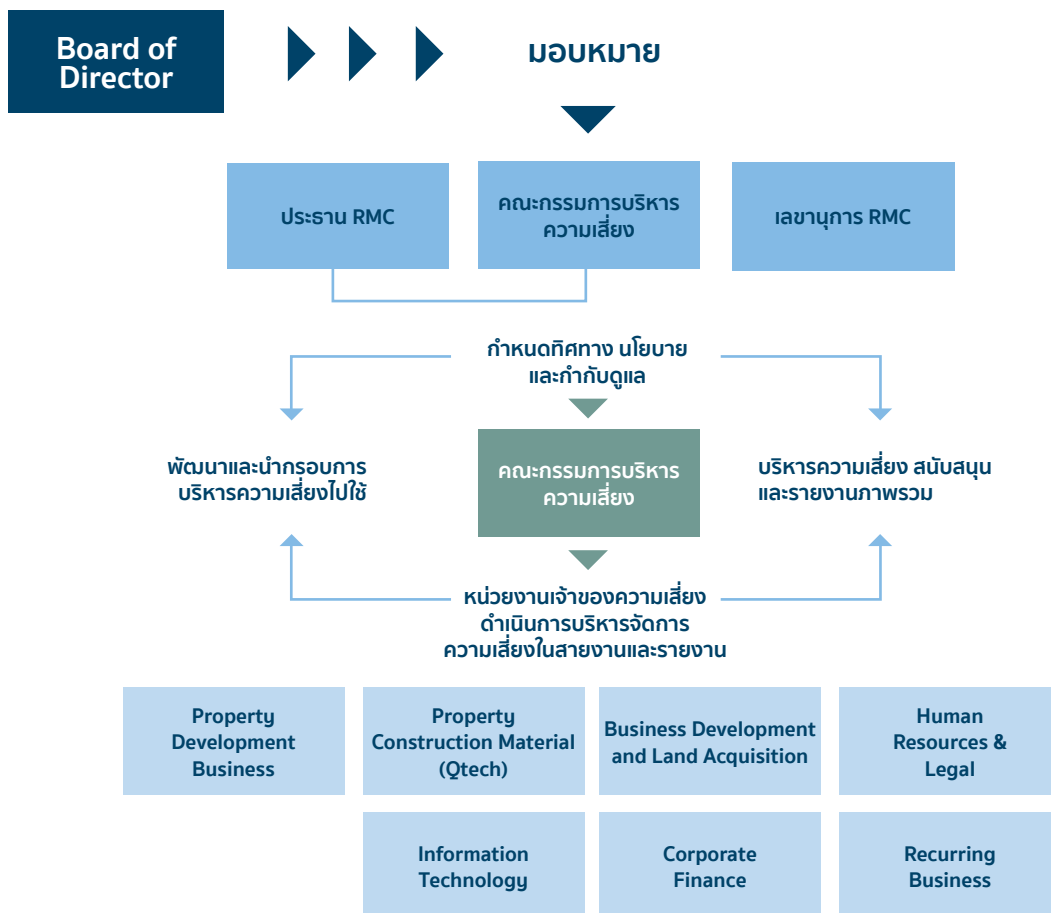 Board of
Director
มอบหมาย
ประธาน RMC
คณะกรรมการบริหาร
ความเสี่ยง
เลขานุการ RMC
กำหนดทิศทาง นโยบาย
และกำกับดูแล
พัฒนาและนำกรอบการ
บริหารความเสี่ยงไปใช้
คณะกรรมการบริหาร
ความเสี่ยง
บริหารความเสี่ยง สนับสนุน
และรายงานภาพรวม
หน่วยงานเจ้าของความเสี่ยง
ดำเนินการบริหารจัดการ
ความเสี่ยงในสายงานและรายงาน
Property
Development
Business
Property
Construction Material
(Qtech)
Business Development
and Land Acquisition
Human
Resources &
Legal
Information
Technology
Corporate
Finance
Recurring
Business